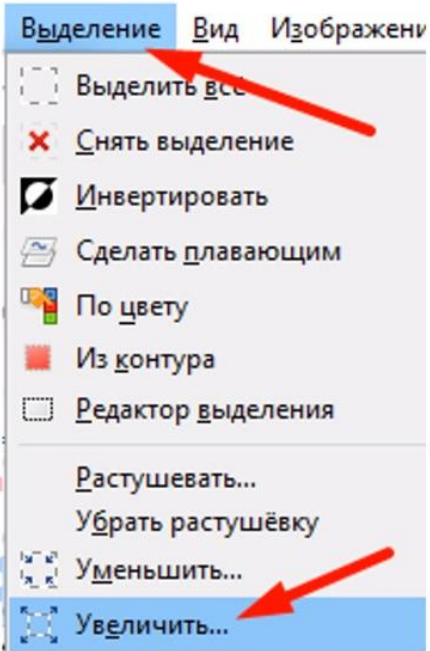 Выделение Вид Изображени
Выделить всё
Снять выделение
Инвертировать
Сделать плавающим
По цвету
Из контура
Редактор выделения
Растушевать...
Убрать растушёвку
Уменьшить...
Увеличить...